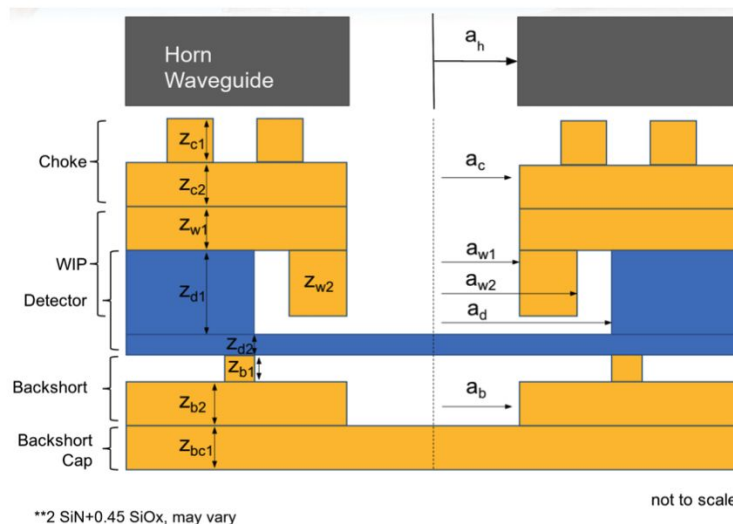 Horn
Waveguide
a_h
Choke
z_c1
z_c2
a_c
z_w1
WIP
a_w1
z_w2
a_w2
Detector
z_d1
a_d
z_d2
z_b1
Backshort
z_b2
a_b
Backshort
Cap
z_bc1
not to scale
**2 SiN+0.45 SiOx, may vary